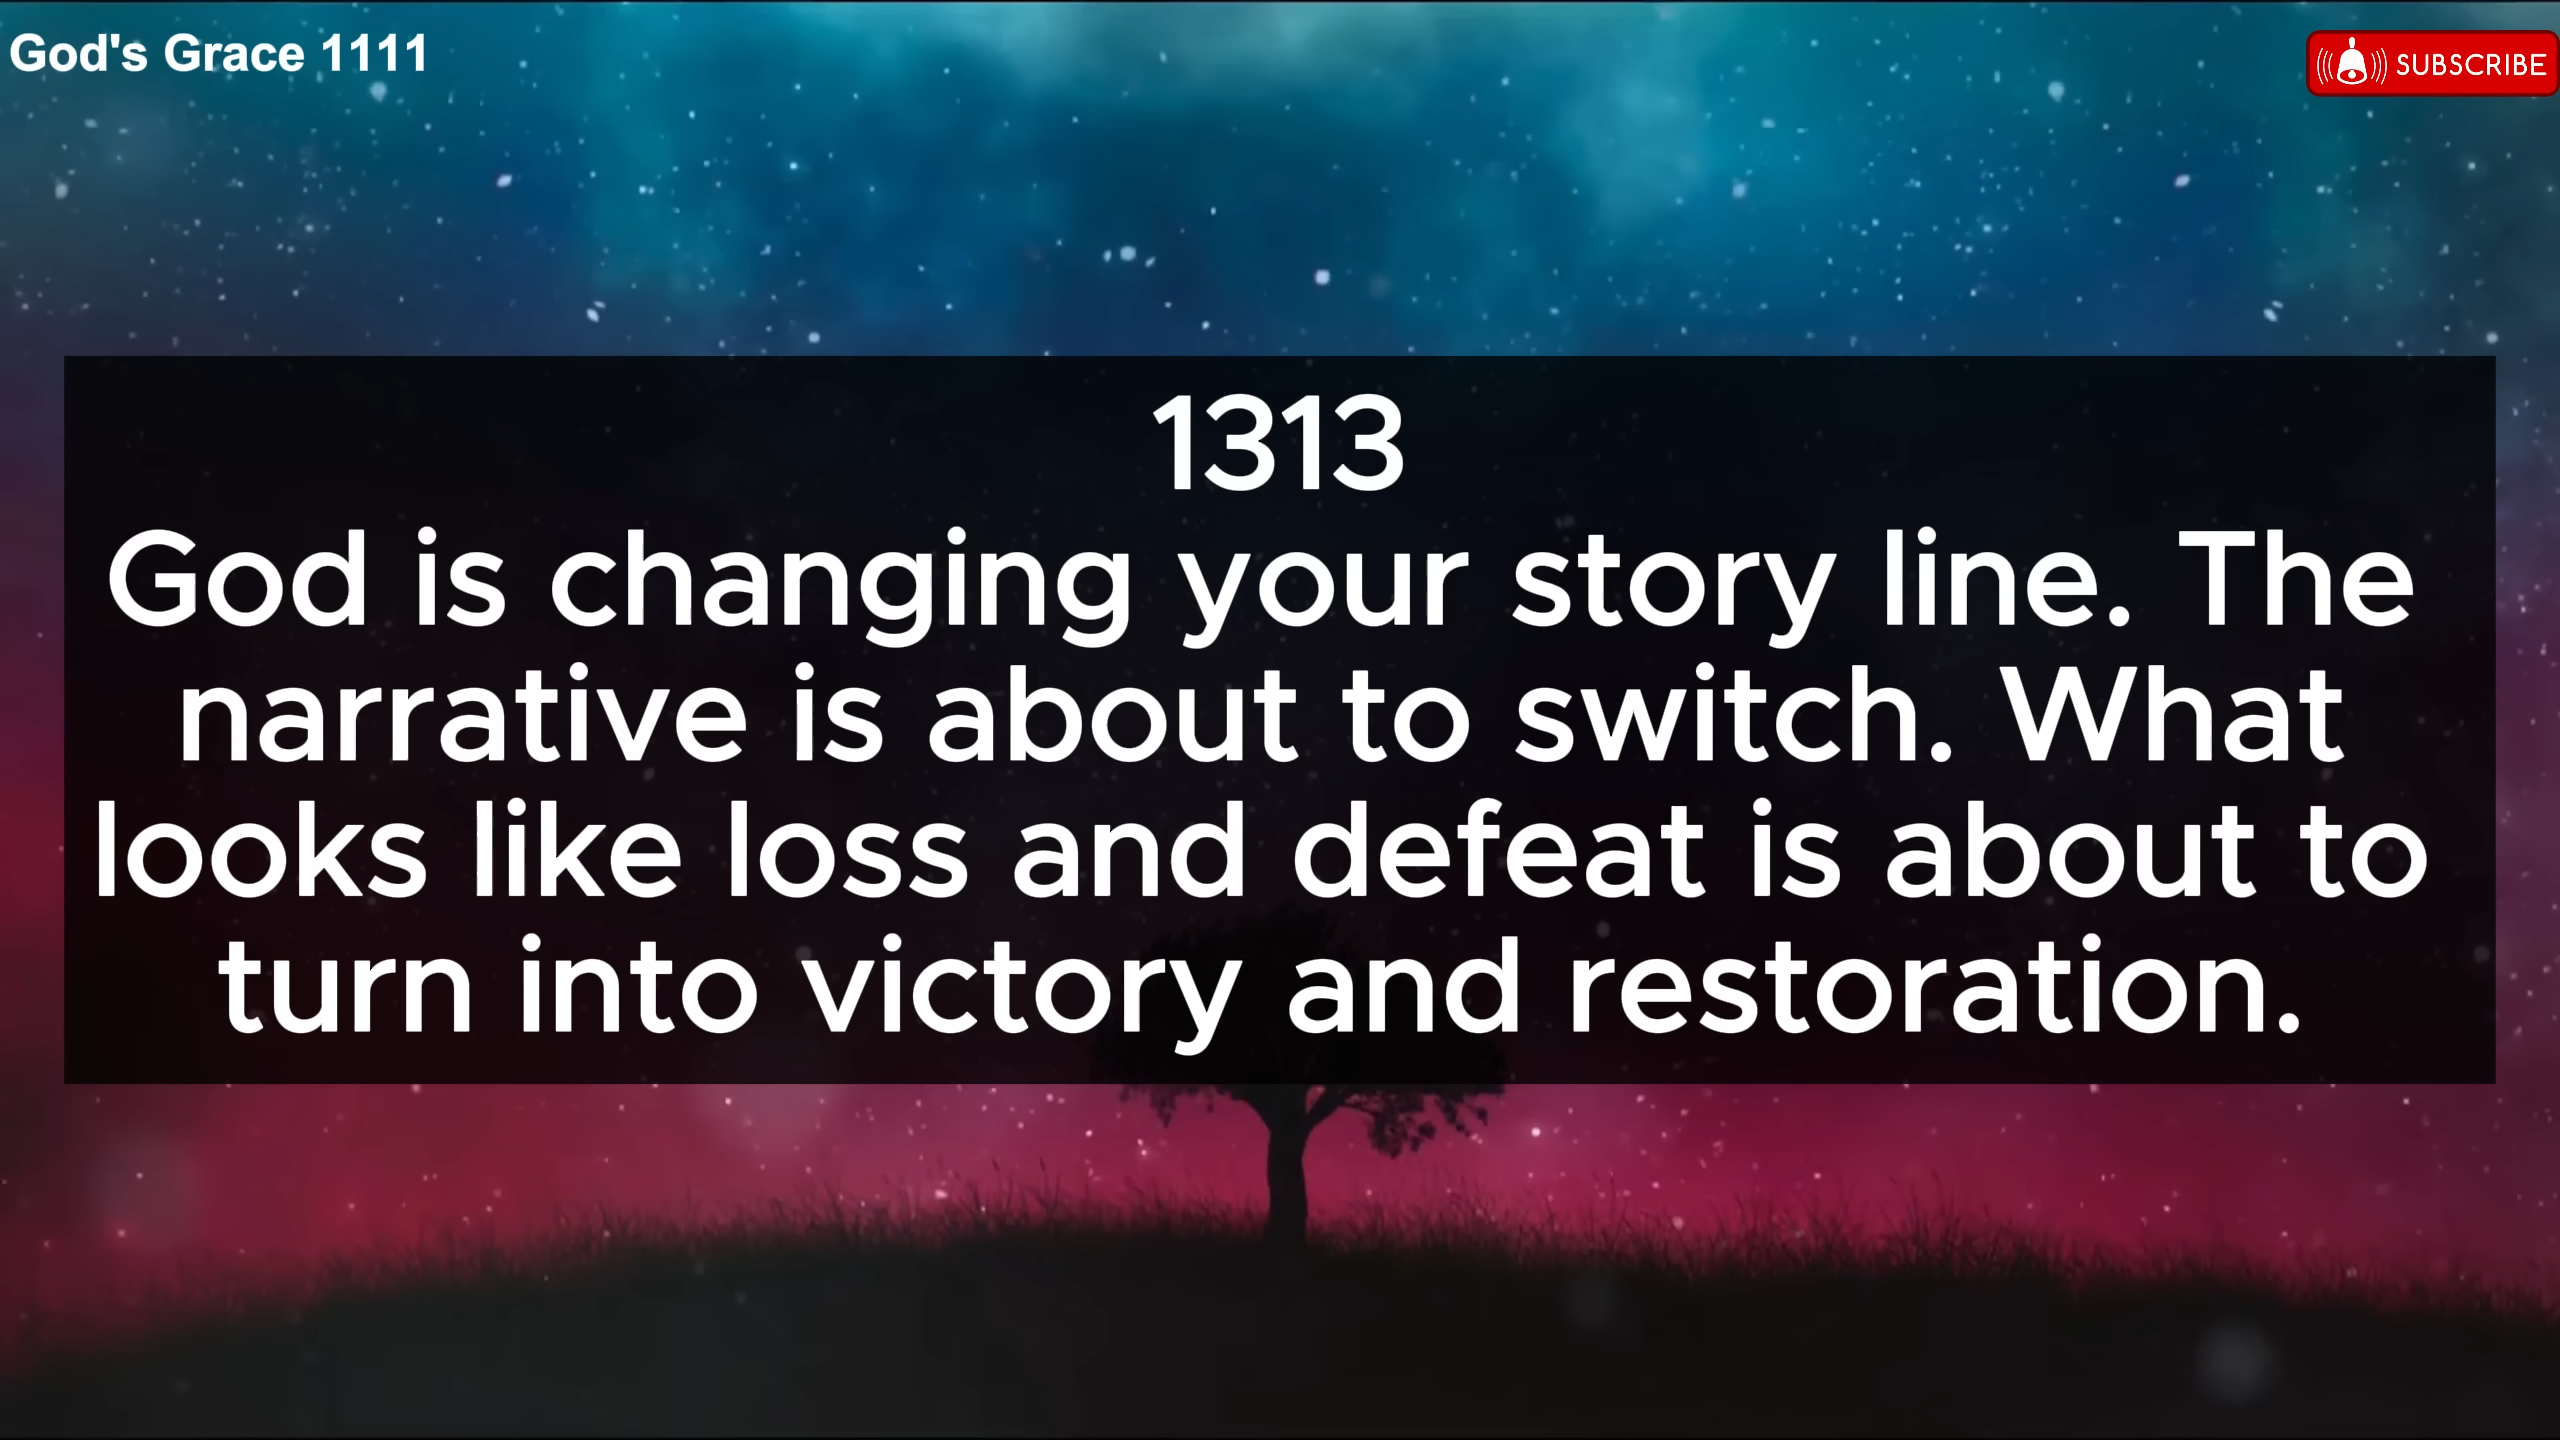 God's Grace 1111
SUBSCRIBE
1313
God is changing your story line. The
narrative is about to switch. What
looks like loss and defeat is about to
turn into victory and restoration.